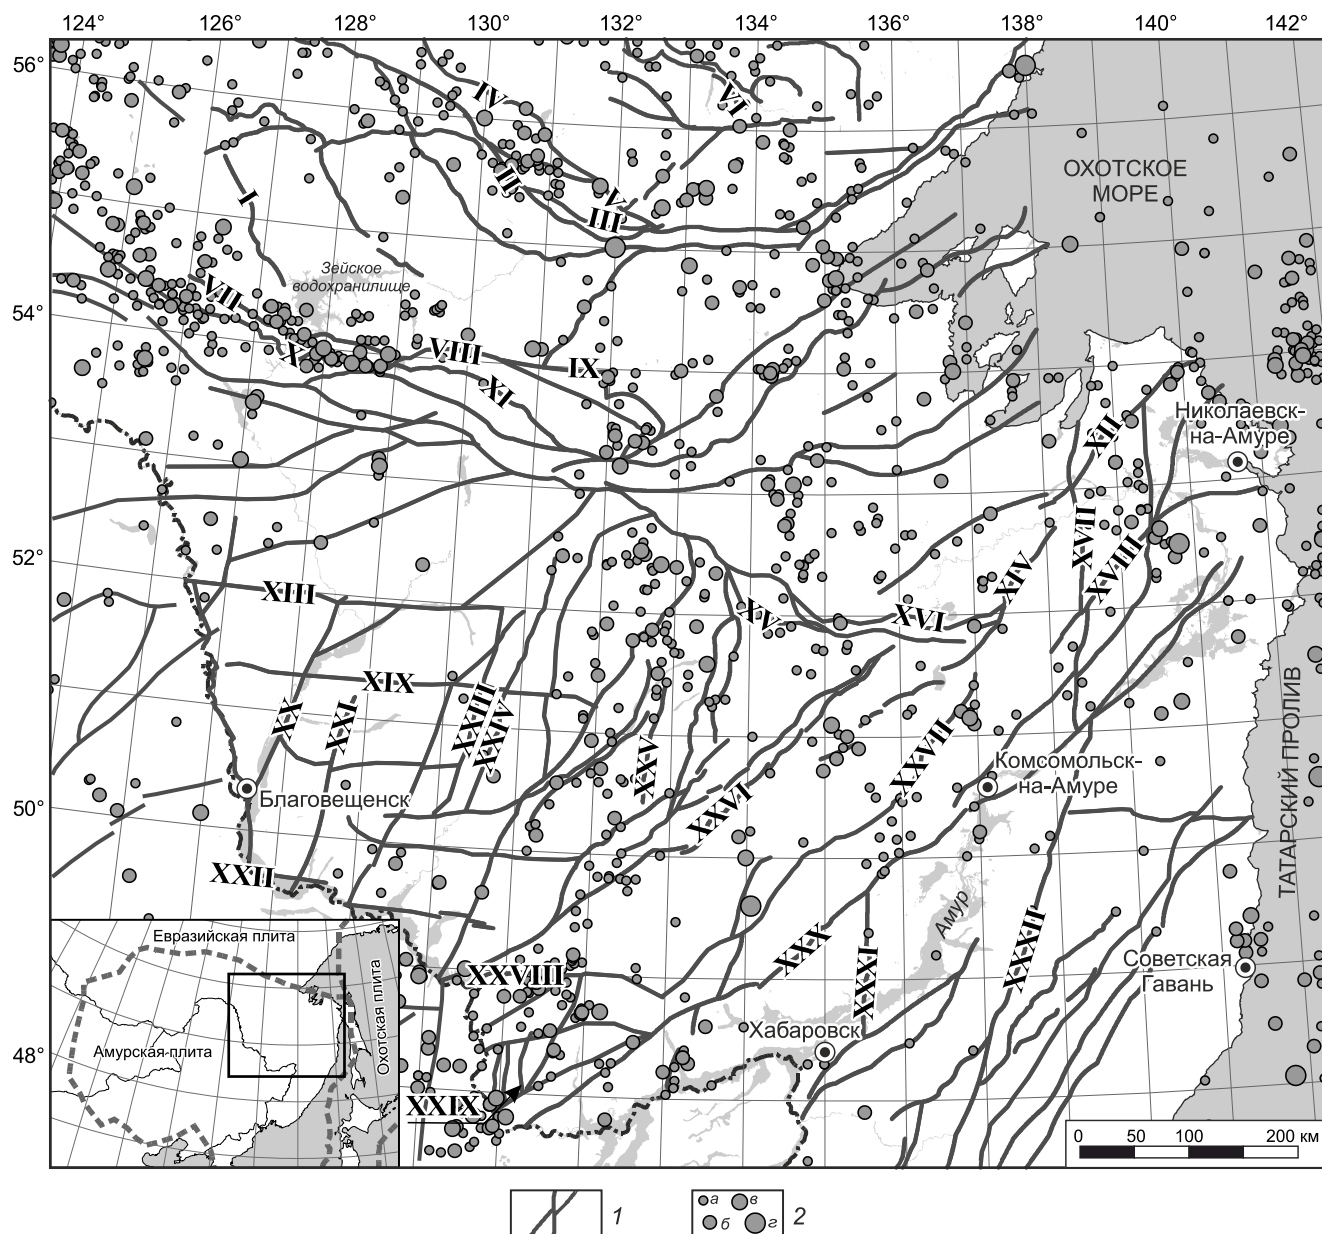 124° 126° 128° 130° 132° 134° 136° 138° 140° 142°
56°
54°
52°
50°
48°
IV
VI
ОХОТСКОЕ
МОРЕ
II
I
V
III
Зейское
водохранилище
VII
VIII
X
IX
XI
XII
Николаевск-
на-Амуре
XVII
XVIII
XIV
XIII
XV
XVI
XIX
XX
XXI
XXIII
XXIV
XXV
XXVI
XXVII
Комсомольск-
на-Амуре
Благовещенск
ТАТАРСКИЙ ПРОЛИВ
XXII
Амур
XXX
XXXI
XXXII
Советская
Гавань
XXVIII
Хабаровск
XXIX
Евразийская плита
Амурская плита
Охотская плита
0 50 100 200 км
1
а в
б г
2